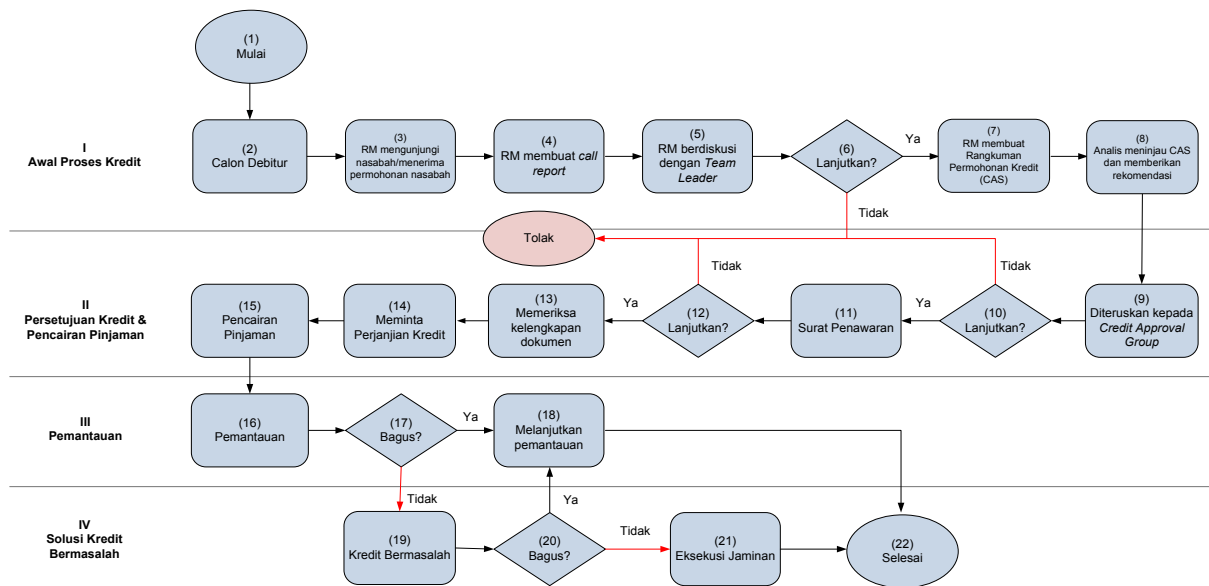 (1)
Mulai
I
Awal Proses Kredit
(2)
Calon Debitur
(3)
RM mengunjungi
nasabah/menerima
permohonan nasabah
(4)
RM membuat call
report
(5)
RM berdiskusi
dengan Team
Leader
(6)
Lanjutkan?
Ya
(7)
RM membuat
Rangkuman
Permohonan Kredit
(CAS)
(8)
Analis meninjau CAS
dan memberikan
rekomendasi
Tidak
Tolak
Tidak
Tidak
II
Persetujuan Kredit &
Pencairan Pinjaman
(15)
Pencairan
Pinjaman
(14)
Meminta
Perjanjian Kredit
(13)
Memeriksa
kelengkapan
dokumen
Ya
(12)
Lanjutkan?
(11)
Surat Penawaran
Ya
(10)
Lanjutkan?
(9)
Diteruskan kepada
Credit Approval
Group
III
Pemantauan
(16)
Pemantauan
(17)
Bagus?
Ya
(18)
Melanjutkan
pemantauan
Tidak
Ya
IV
Solusi Kredit
Bermasalah
(19)
Kredit Bermasalah
(20)
Bagus?
Tidak
(21)
Eksekusi Jaminan
(22)
Selesai